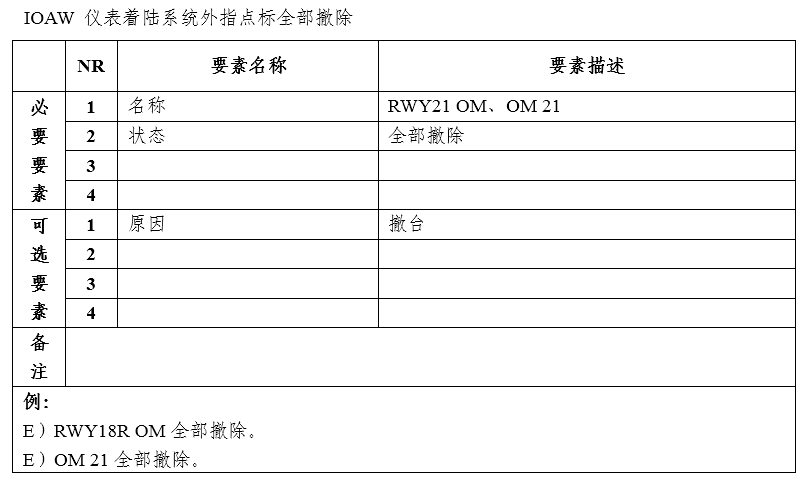 IOAW 仪表着陆系统外指点标全部撤除
NR 要素名称 要素描述
必要要素
1 名称 RWY21 OM、OM 21
2 状态 全部撤除
3
4
可选要素
1 原因 撤台
2
3
4
备注
例：
E）RWY18R OM 全部撤除。
E）OM 21 全部撤除。